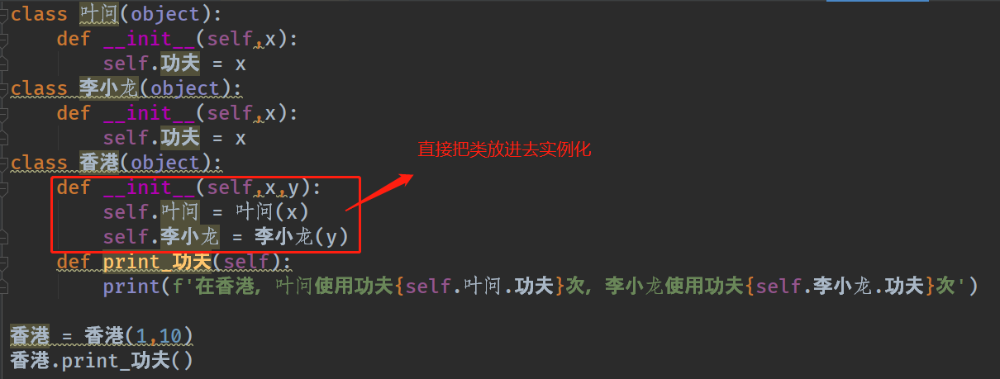 class 叶问(object):
    def __init__(self,x):
        self.功夫 = x
class 李小龙(object):
    def __init__(self,x):
        self.功夫 = x
class 香港(object):
    def __init__(self,x,y):
        self.叶问 = 叶问(x)
        self.李小龙 = 李小龙(y)
    def print_功夫(self):
        print(f'在香港, 叶问使用功夫{self.叶问.功夫}次, 李小龙使用功夫{self.李小龙.功夫}次')

香港 = 香港(1,10)
香港.print_功夫()
直接把类放进去实例化